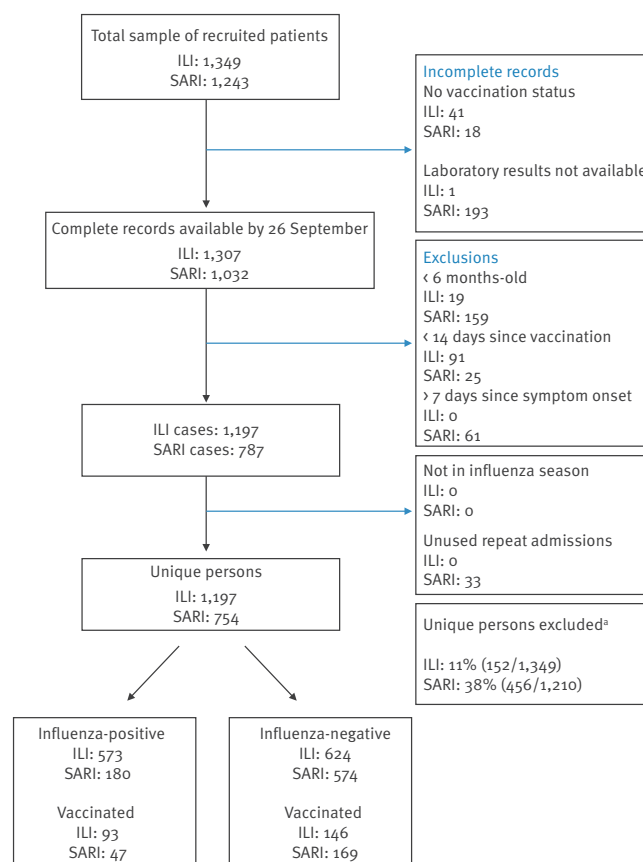 Total sample of recruited patients
ILI: 1,349
SARI: 1,243
Incomplete records
No vaccination status
ILI: 41
SARI: 18
Laboratory results not available
ILI: 1
SARI: 193
Complete records available by 26 September
ILI: 1,307
SARI: 1,032
Exclusions
< 6 months-old
ILI: 19
SARI: 159
< 14 days since vaccination
ILI: 91
SARI: 25
> 7 days since symptom onset
ILI: 0
SARI: 61
ILI cases: 1,197
SARI cases: 787
Not in influenza season
ILI: 0
SARI: 0
Unused repeat admissions
ILI: 0
SARI: 33
Unique persons
ILI: 1,197
SARI: 754
Unique persons excludedᵃ
ILI: 11% (152/1,349)
SARI: 38% (456/1,210)
Influenza-positive
ILI: 573
SARI: 180
Vaccinated
ILI: 93
SARI: 47
Influenza-negative
ILI: 624
SARI: 574
Vaccinated
ILI: 146
SARI: 169